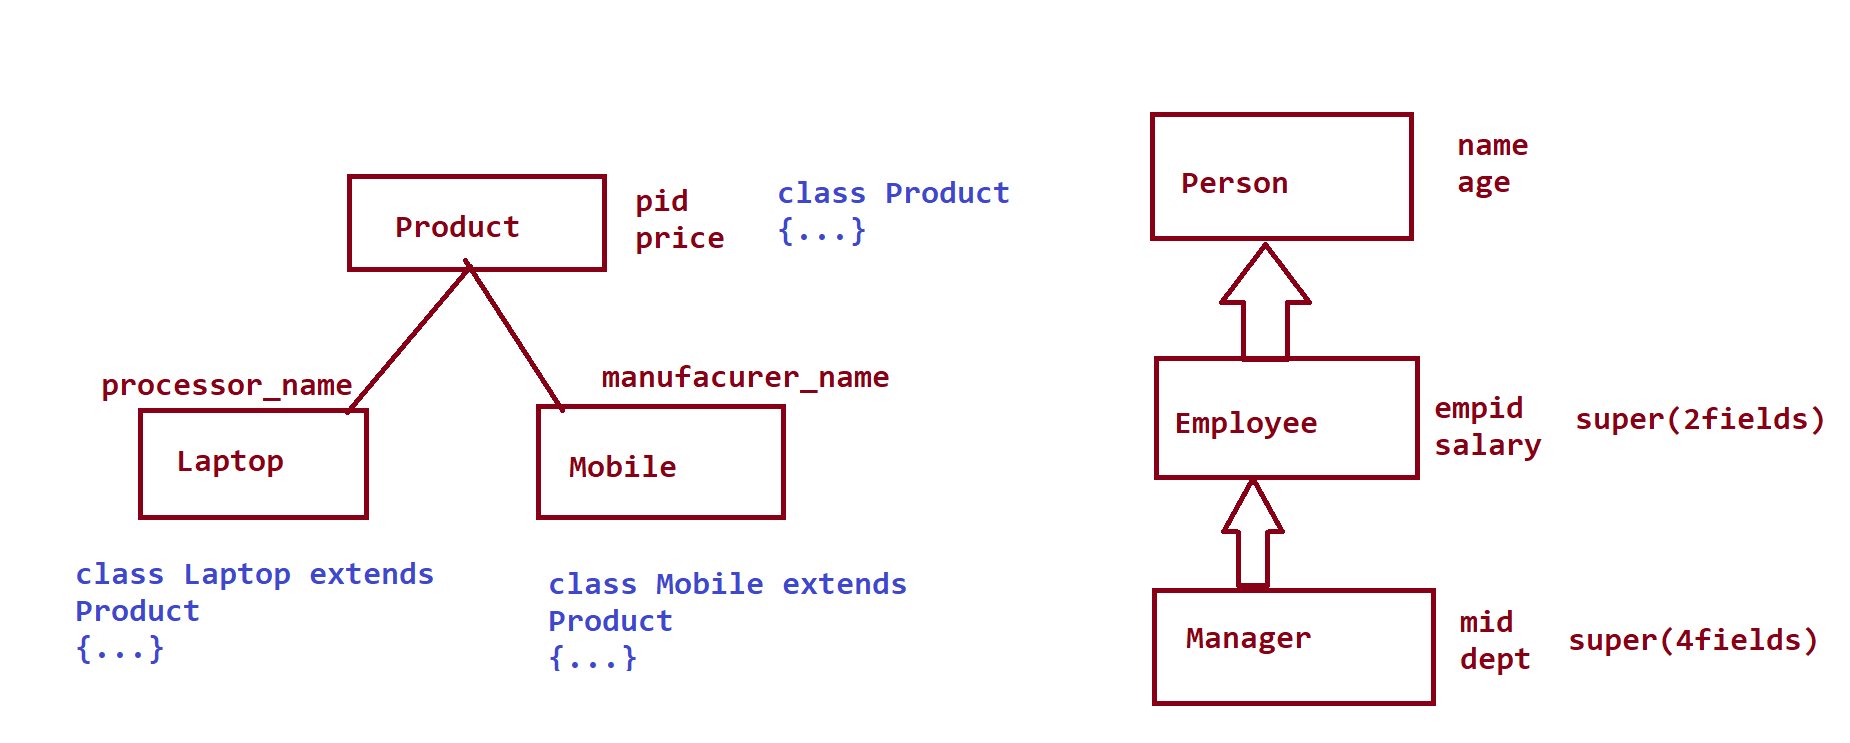 Product
pid
price
class Product
{...}
processor_name
manufacurer_name
Laptop
Mobile
class Laptop extends
Product
{...}
class Mobile extends
Product
{...}
Person
name
age
Employee
empid
salary
super(2fields)
Manager
mid
dept
super(4fields)